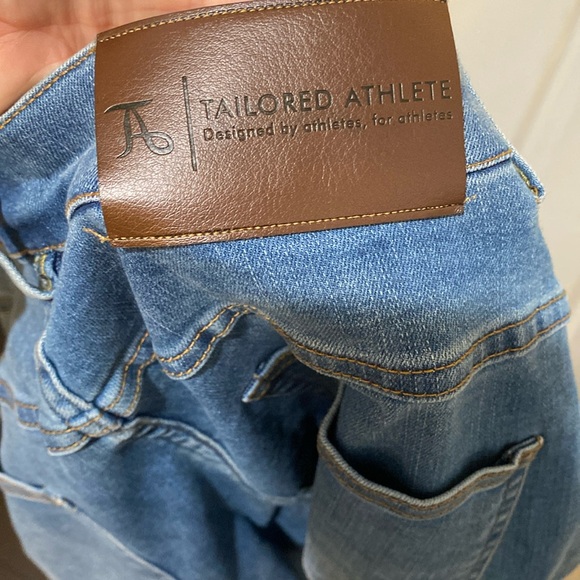 TA
TAILORED ATHLETE
Designed by athletes, for athletes